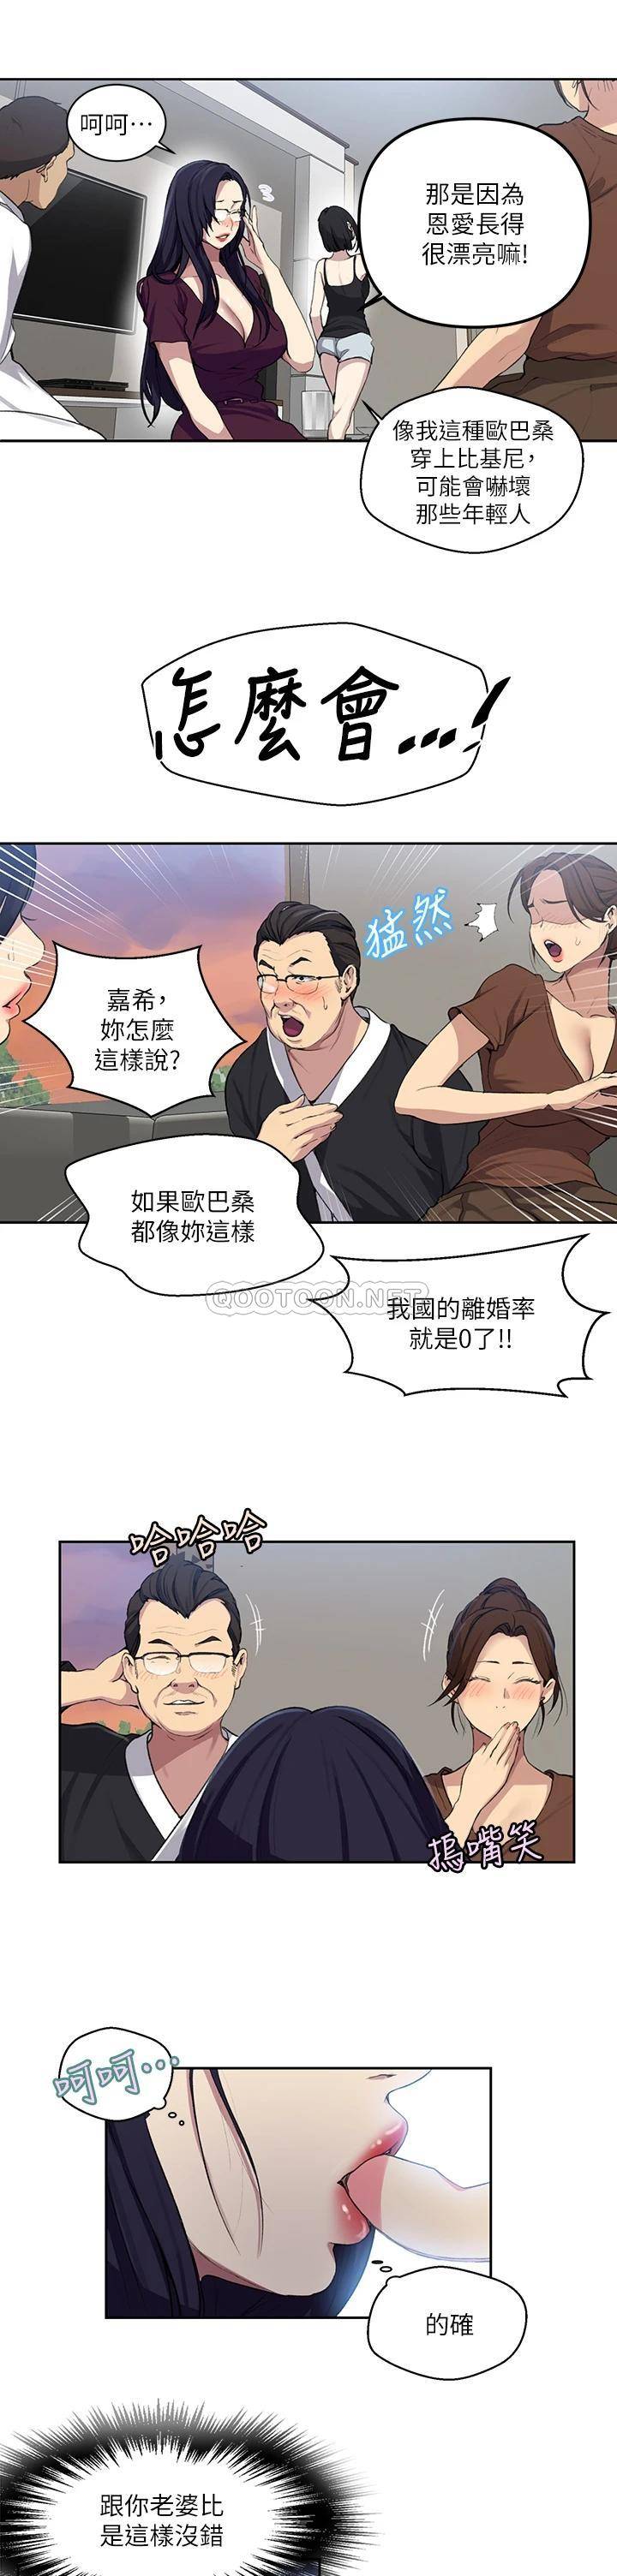 呵呵…
那是因為
恩愛長得
很漂亮嘛!
像我這種歐巴桑
穿上比基尼,
可能會嚇壞
那些年輕人
怎麼會...!
猛然
嘉希,
妳怎麼
這樣說?
如果歐巴桑
都像妳這樣
QOOTOON.NET
我國的離婚率
就是0了!!
哈哈哈
摀嘴笑
呵呵…
的確
跟你老婆比
是這樣沒錯